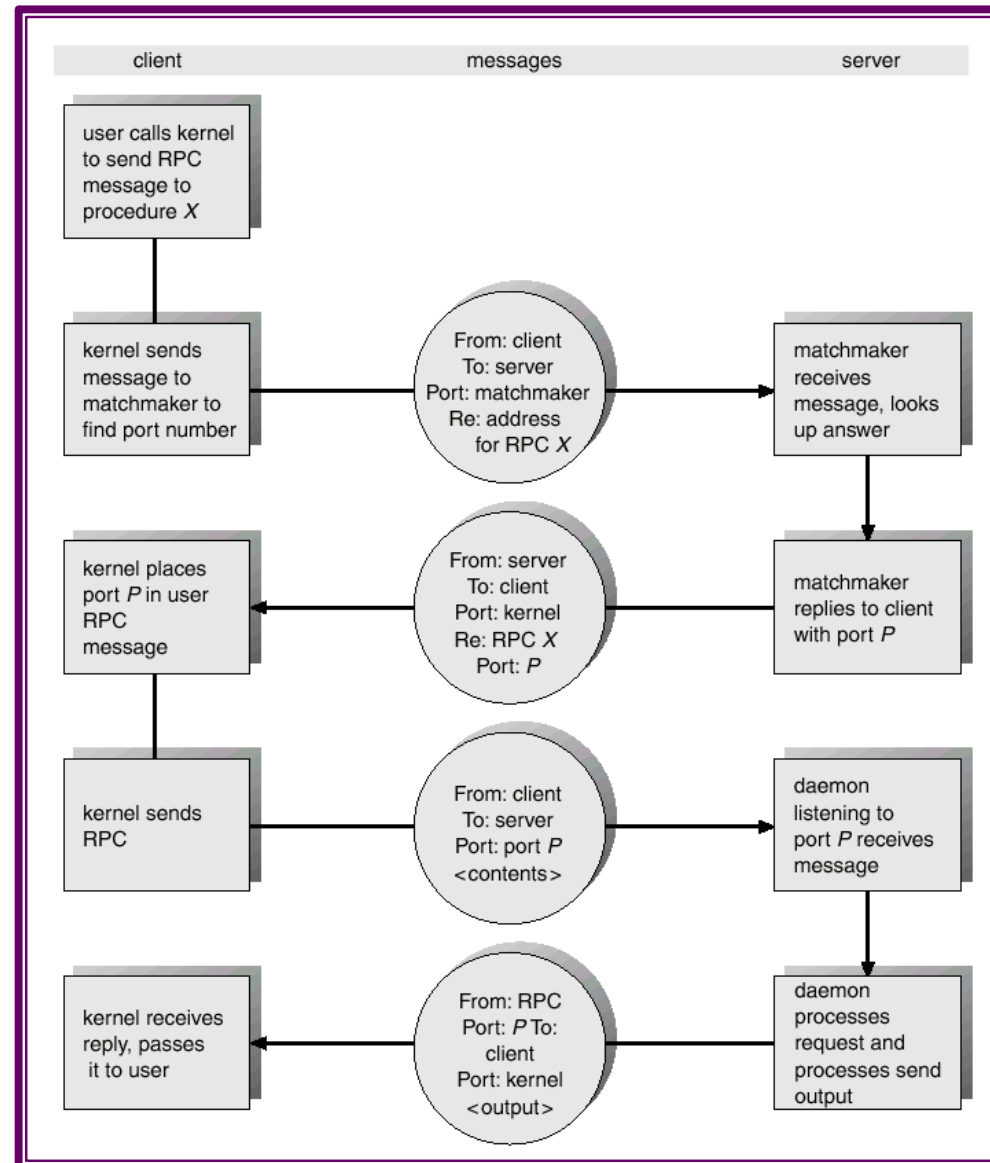 client
messages
server
user calls kernel
to send RPC
message to
procedure X
kernel sends
message to
matchmaker to
find port number
From: client
To: server
Port: matchmaker
Re: address
for RPC X
matchmaker
receives
message, looks
up answer
kernel places
port P in user
RPC
message
From: server
To: client
Port: kernel
Re: RPC X
Port: P
matchmaker
replies to client
with port P
kernel sends
RPC
From: client
To: server
Port: port P
<contents>
daemon
listening to
port P receives
message
kernel receives
reply, passes
it to user
From: RPC
Port: P To:
client
Port: kernel
<output>
daemon
processes
request and
processes send
output